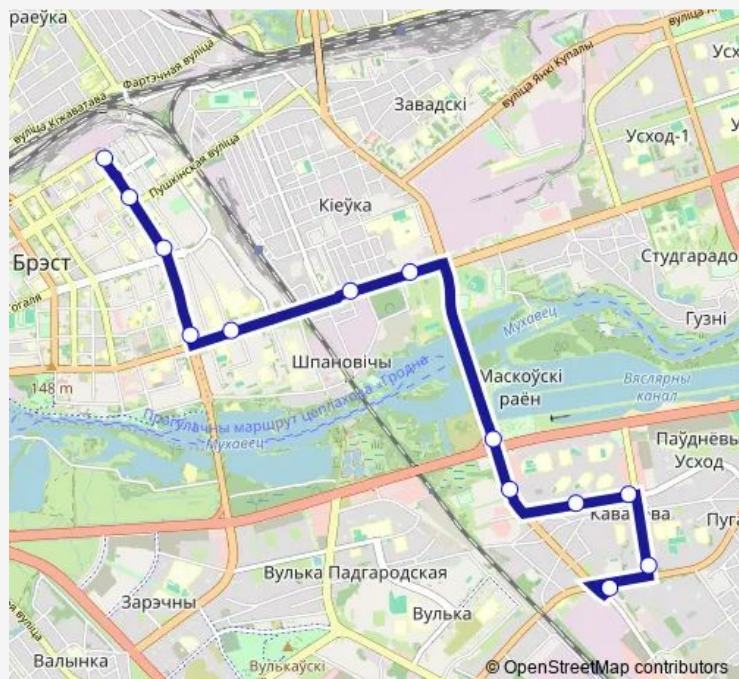 раеўка
Фартэчная вуліца
вуліца Кіжаватава
Пушкінская вуліца
Завадскі
вуліца Янкі Купалы
Усх
Усход-1
Кіеўка
Брэст
Гогаля
Студгарадо
Мухавец
Гузні
Шпановічы
148 m
Прагулачны маршрут цеплахода «Гродна»
Мухавец
Маскоўскі
раён
Вяслярны
канал
Паўднёвы
Усход
Пуга
Вулька Падгародская
Зарэчны
Вулька
Вулькаўскі
Валынка
© OpenStreetMap contributors